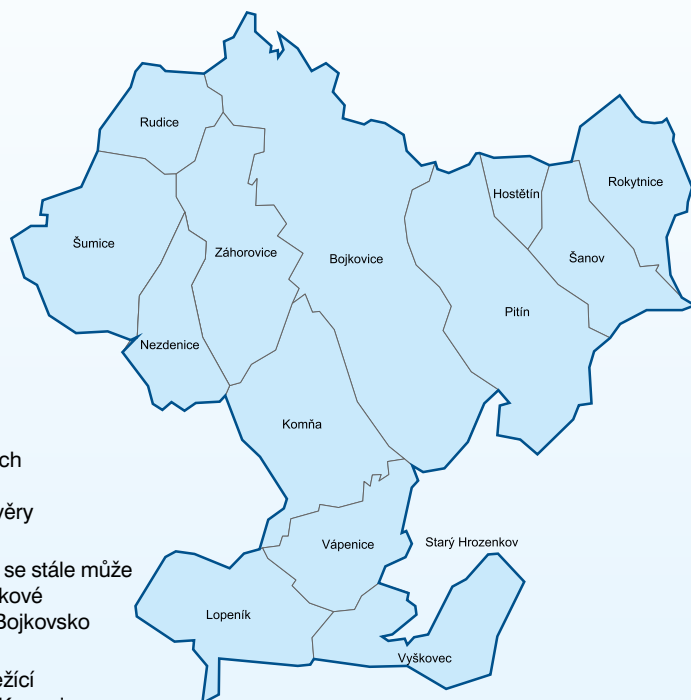 Rudice
Rokytnice
Hostětín
Šumice
Záhorovice
Bojkovice
Šanov
Pitín
Nezdenice
Komňa
Vápenice
Starý Hrozenkov
Lopeník
Vyškovec
ch
věry
se stále může
kové
Bojkovsko
žící